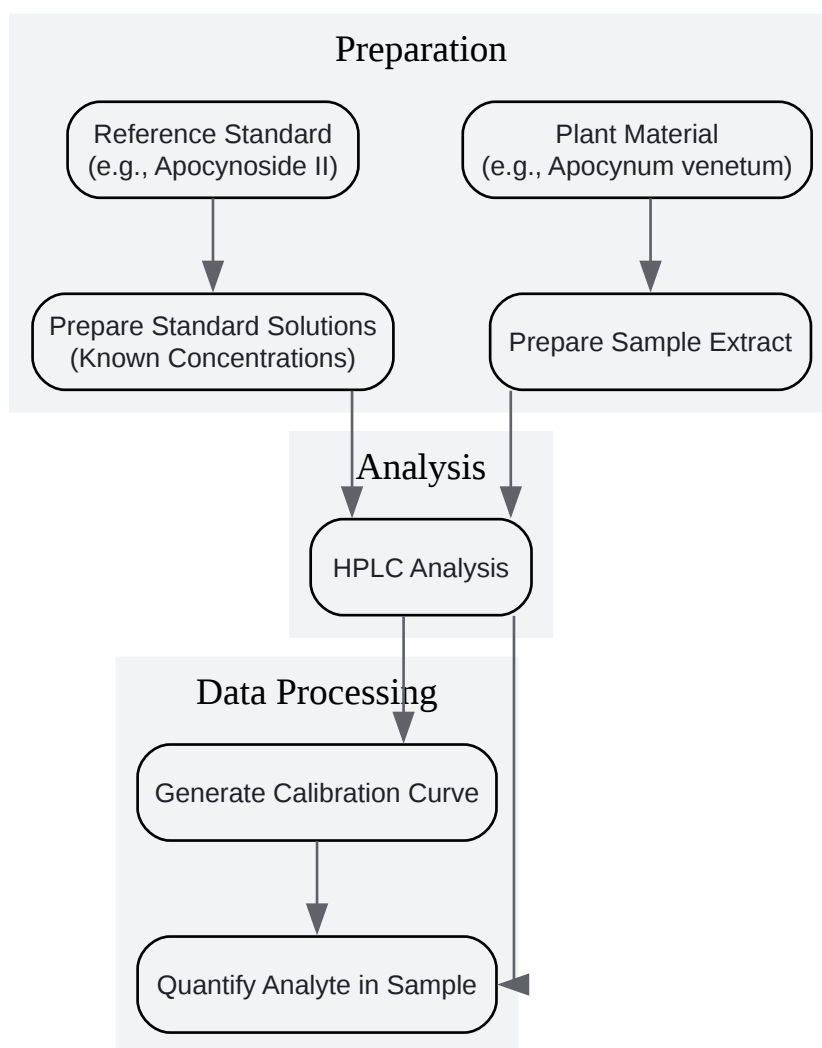 Preparation
Reference Standard
(e.g., Apocynoside II)
Plant Material
(e.g., Apocynum venetum)
Prepare Standard Solutions
(Known Concentrations)
Prepare Sample Extract
Analysis
HPLC Analysis
Data Processing
Generate Calibration Curve
Quantify Analyte in Sample